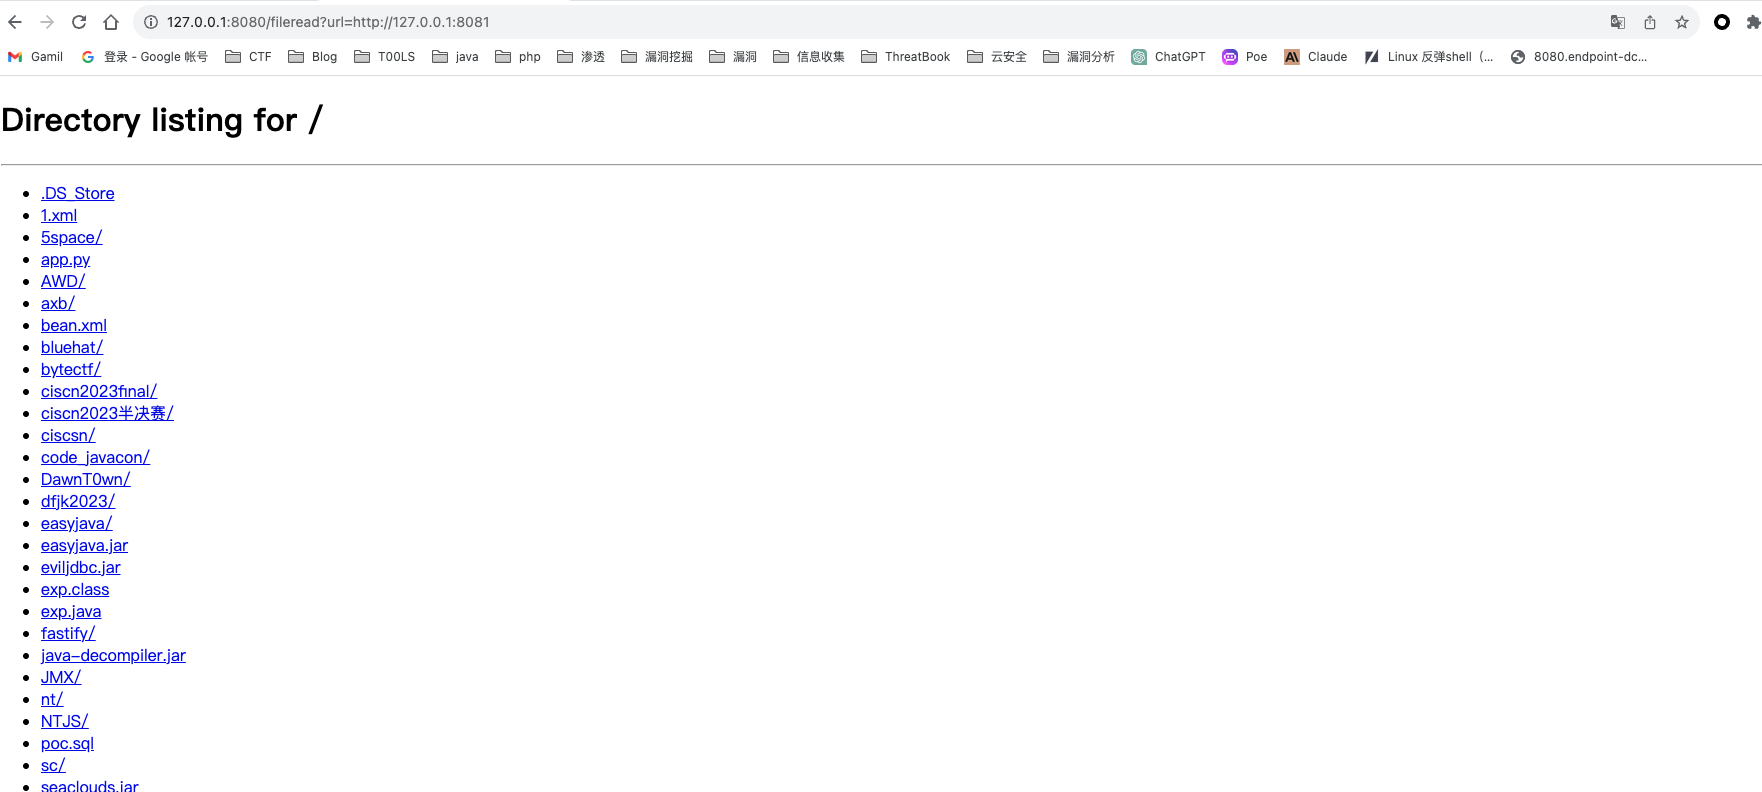 127.0.0.1:8080/fileread?url=http://127.0.0.1:8081
Gamil 登录 - Google 帐号 CTF Blog T00LS java php 渗透 漏洞挖掘 漏洞 信息收集 ThreatBook 云安全 漏洞分析 ChatGPT Poe Claude Linux 反弹shell（... 8080.endpoint-dc...
Directory listing for /
.DS_Store
1.xml
5space/
app.py
AWD/
axb/
bean.xml
bluehat/
bytectf/
ciscn2023final/
ciscn2023半决赛/
ciscsn/
code_javacon/
DawnT0wn/
dfjk2023/
easyjava/
easyjava.jar
eviljdbc.jar
exp.class
exp.java
fastify/
java-decompiler.jar
JMX/
nt/
NTJS/
poc.sql
sc/
seaclouds.jar